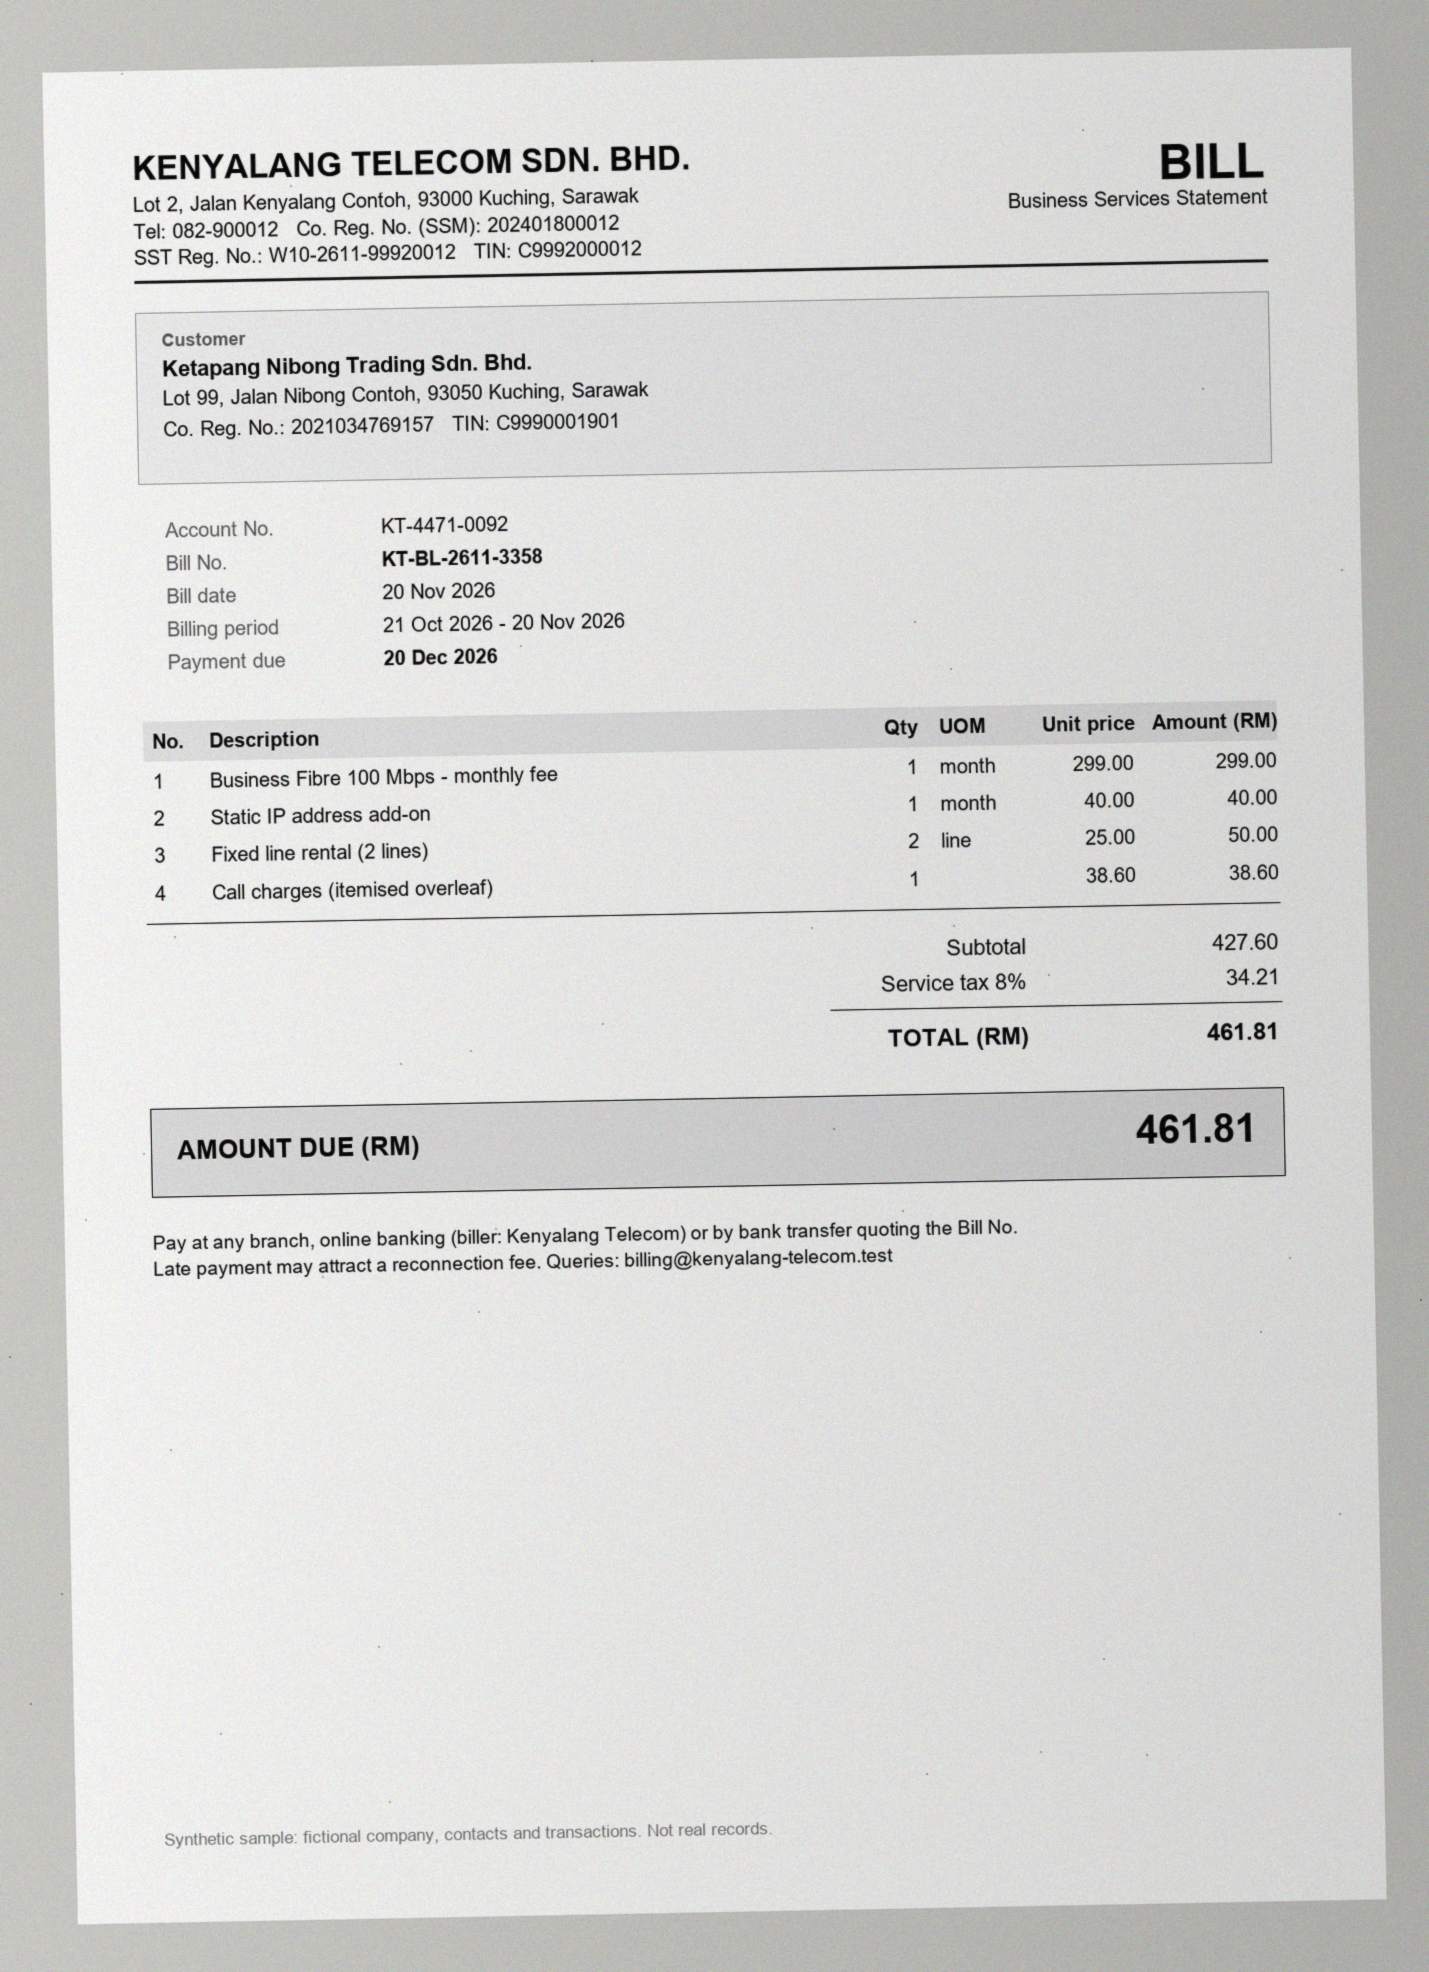 KENYALANG TELECOM SDN. BHD.
BILL
Lot 2, Jalan Kenyalang Contoh, 93000 Kuching, Sarawak
Business Services Statement
Tel: 082-900012 Co. Reg. No. (SSM): 202401800012
SST Reg. No.: W10-2611-99920012 TIN: C9992000012
Customer
Ketapang Nibong Trading Sdn. Bhd.
Lot 99, Jalan Nibong Contoh, 93050 Kuching, Sarawak
Co. Reg. No.: 2021034769157 TIN: C9990001901
Account No. KT-4471-0092
Bill No. KT-BL-2611-3358
Bill date 20 Nov 2026
Billing period 21 Oct 2026 - 20 Nov 2026
Payment due 20 Dec 2026
No. Description Qty UOM Unit price Amount (RM)
1 Business Fibre 100 Mbps - monthly fee 1 month 299.00 299.00
2 Static IP address add-on 1 month 40.00 40.00
3 Fixed line rental (2 lines) 2 line 25.00 50.00
4 Call charges (itemised overleaf) 1 38.60 38.60
Subtotal 427.60
Service tax 8% 34.21
TOTAL (RM) 461.81
AMOUNT DUE (RM) 461.81
Pay at any branch, online banking (biller: Kenyalang Telecom) or by bank transfer quoting the Bill No.
Late payment may attract a reconnection fee. Queries: billing@kenyalang-telecom.test
Synthetic sample: fictional company, contacts and transactions. Not real records.